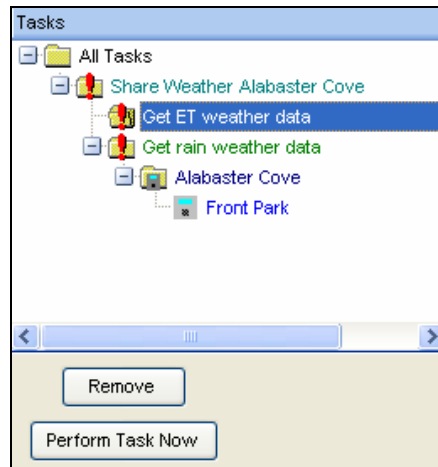 Tasks
All Tasks
Share Weather Alabaster Cove
Get ET weather data
Get rain weather data
Alabaster Cove
Front Park
Remove
Perform Task Now